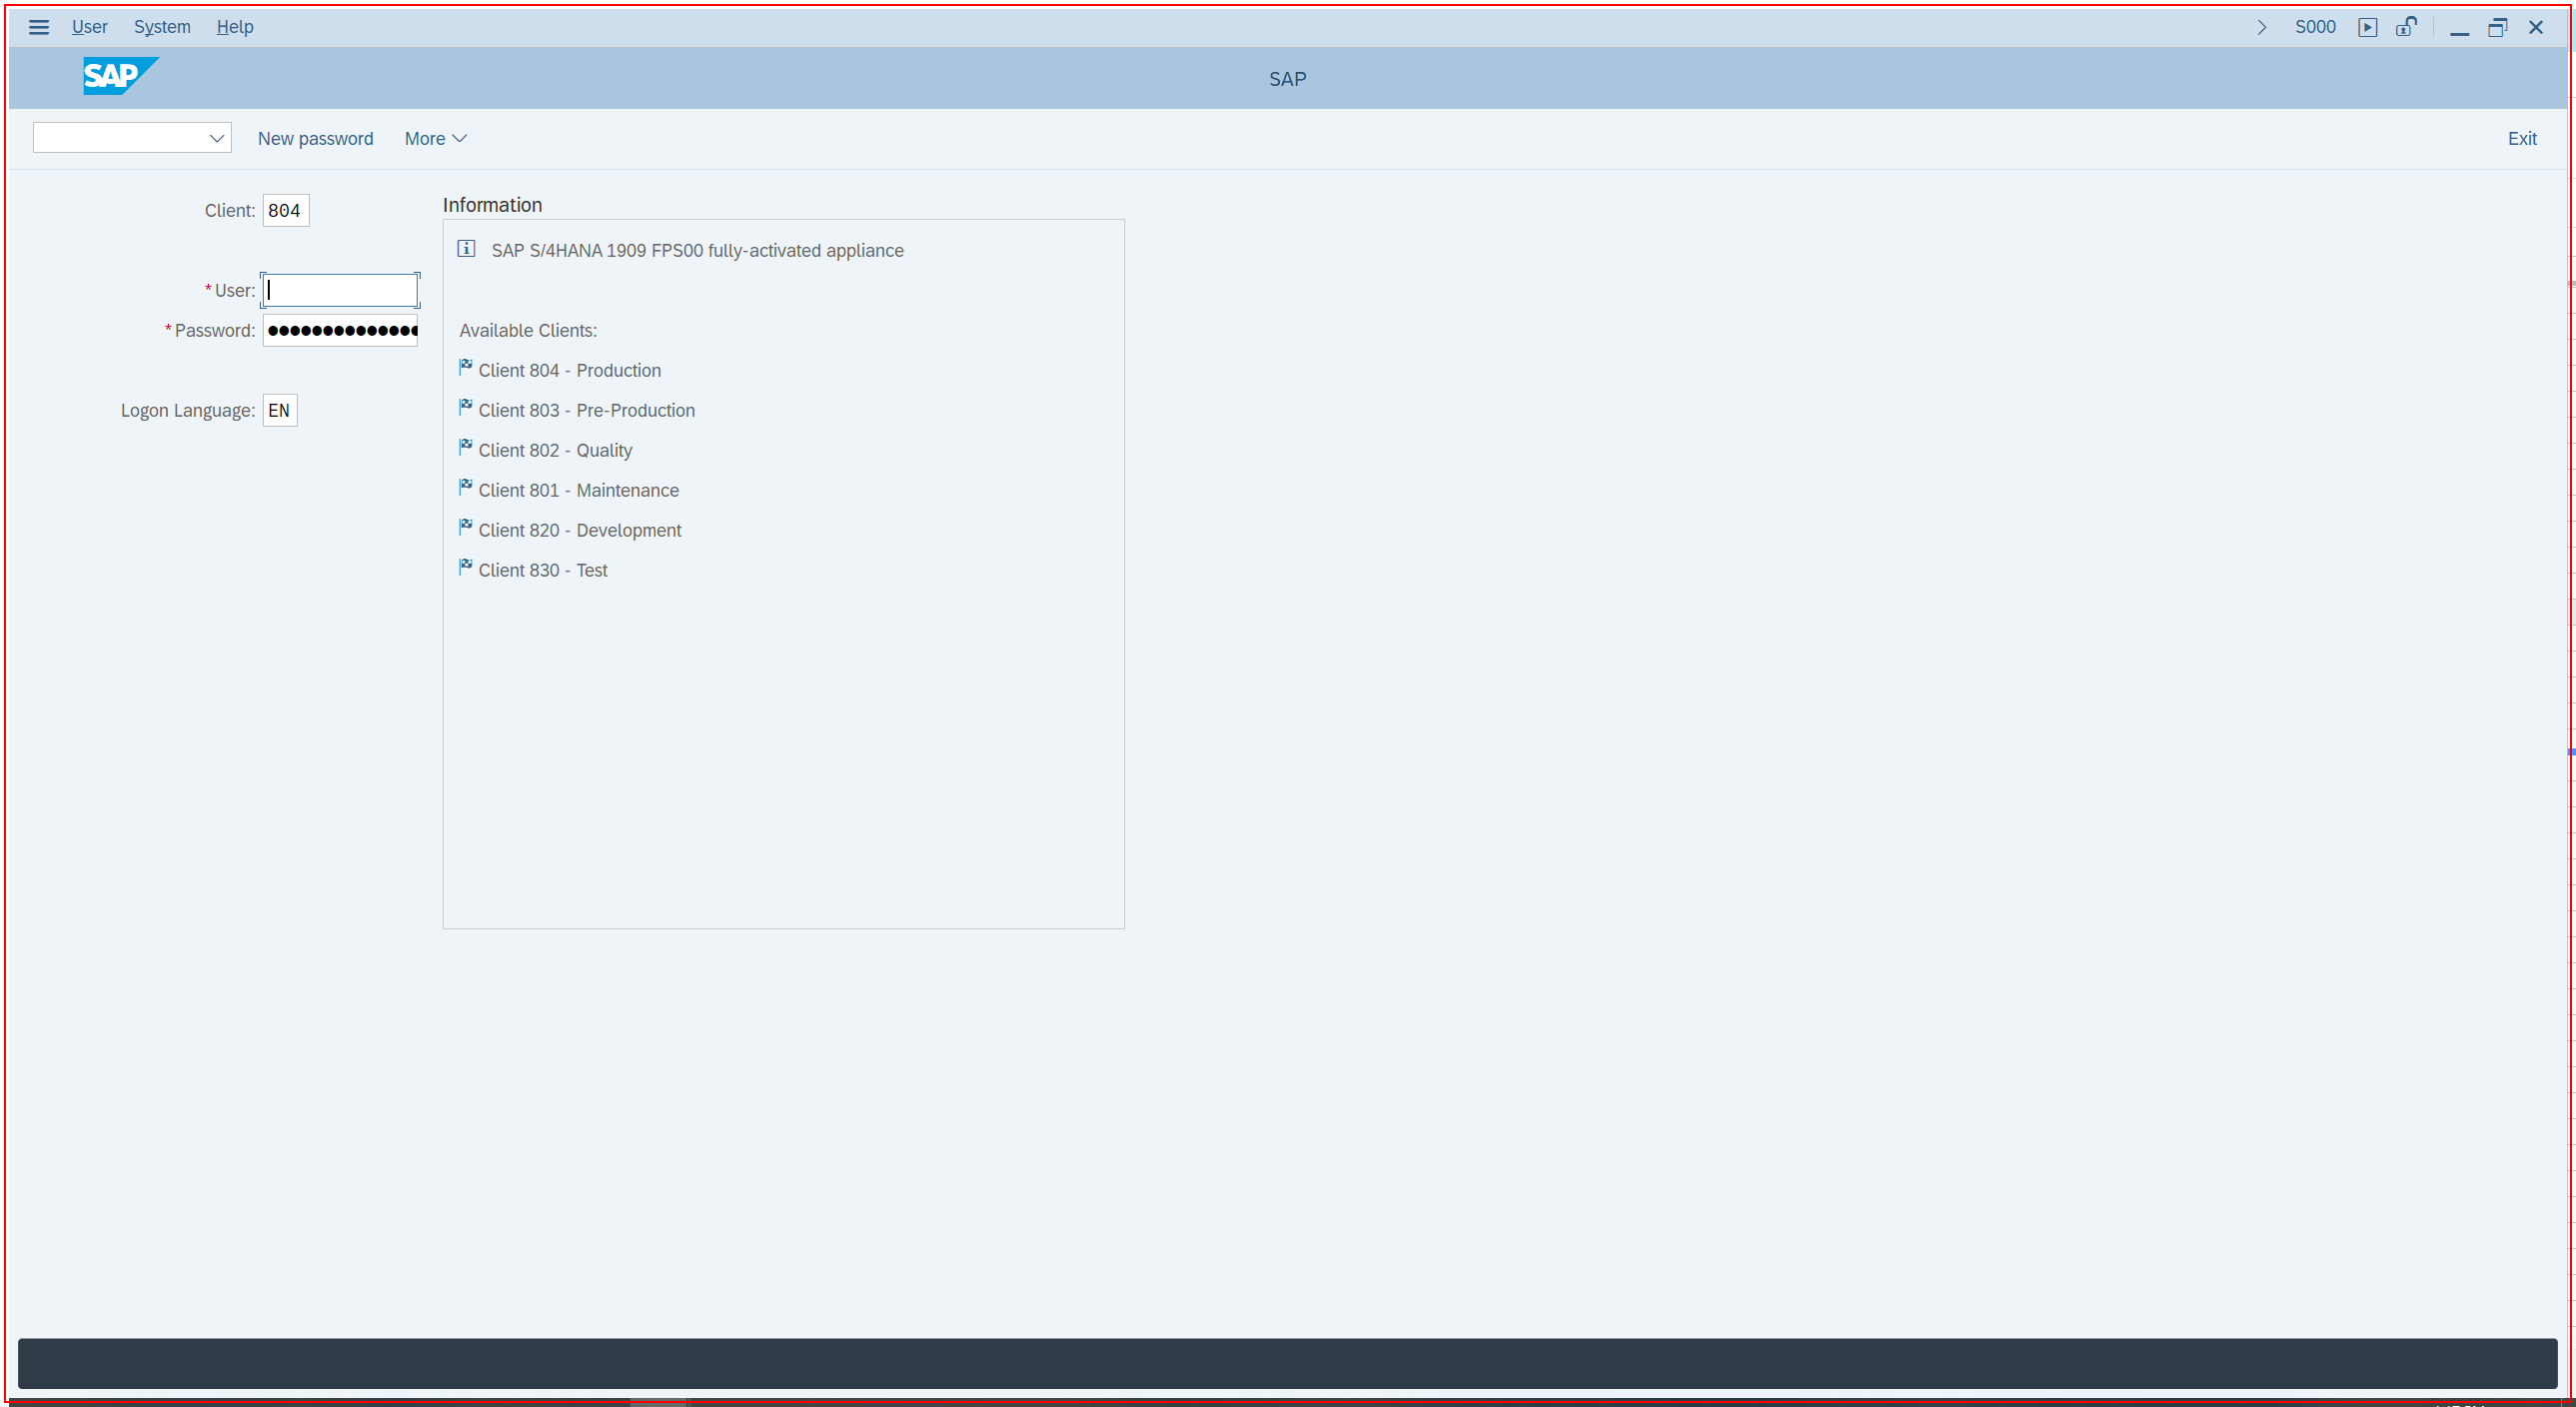 User System Help S000
SAP SAP
New password More Exit
Client: 804
* User:
* Password:
Logon Language: EN
Information
SAP S/4HANA 1909 FPS00 fully-activated appliance
Available Clients:
Client 804 - Production
Client 803 - Pre-Production
Client 802 - Quality
Client 801 - Maintenance
Client 820 - Development
Client 830 - Test